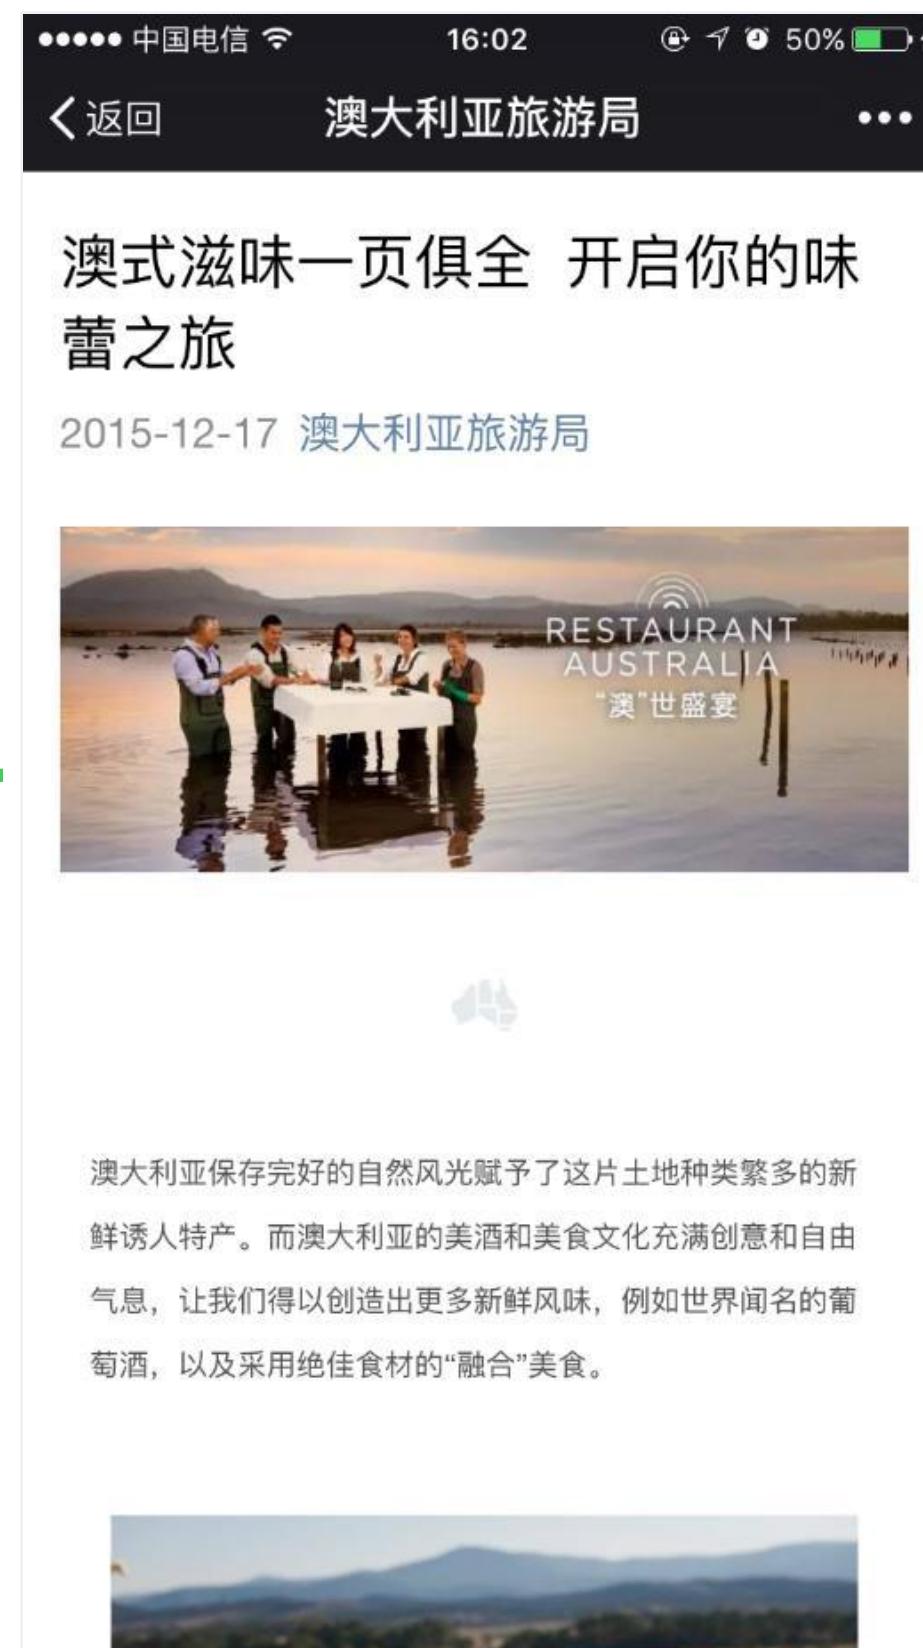 中国电信 16:02 50%
返回 澳大利亚旅游局
澳式滋味一页俱全 开启你的味
蕾之旅
2015-12-17 澳大利亚旅游局
RESTAURANT
AUSTRALIA
“澳”世盛宴
澳大利亚保存完好的自然风光赋予了这片土地种类繁多的新
鲜诱人特产。而澳大利亚的美酒和美食文化充满创意和自由
气息，让我们得以创造出更多新鲜风味，例如世界闻名的葡
萄酒，以及采用绝佳食材的“融合”美食。